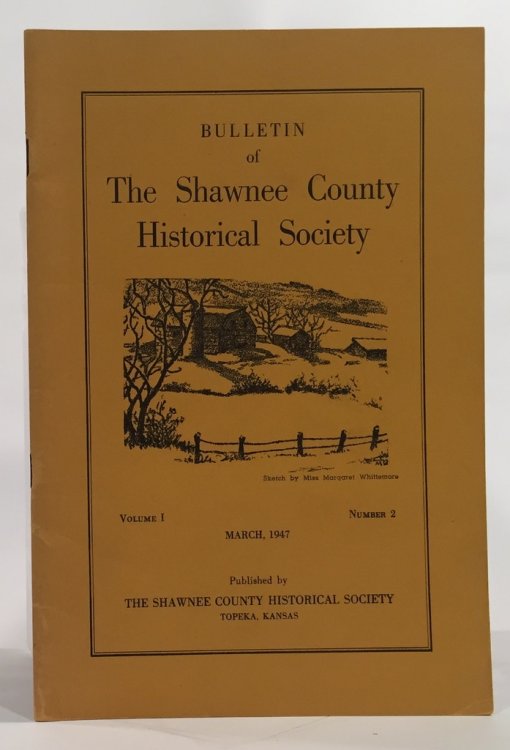 BULLETIN
of
The Shawnee County
Historical Society
Sketch by Miss Margaret Whittemore
VOLUME I NUMBER 2
MARCH, 1947
Published by
THE SHAWNEE COUNTY HISTORICAL SOCIETY
TOPEKA, KANSAS